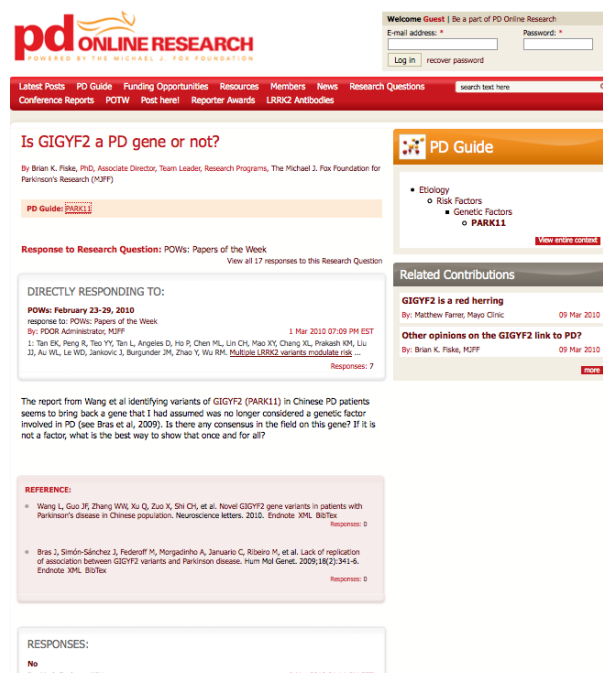 pd ONLINE RESEARCH
POWERED BY THE MICHAEL J. FOX FOUNDATION
Welcome Guest | Be a part of PD Online Research
E-mail address: * Password: *
Log in recover password
Latest Posts PD Guide Funding Opportunities Resources Members News Research Questions search text here
Conference Reports POTW Post here! Reporter Awards LRRK2 Antibodies
Is GIGYF2 a PD gene or not?
By Brian K. Fiske, PhD, Associate Director, Team Leader, Research Programs, The Michael J. Fox Foundation for
Parkinson's Research (MJFF)
PD Guide: PARK11
Response to Research Question: POWs: Papers of the Week
View all 17 responses to this Research Question
DIRECTLY RESPONDING TO:
POWs: February 23-29, 2010
response to: POWs: Papers of the Week
By: PDOR Administrator, MJFF 1 Mar 2010 07:09 PM EST
1: Tan EK, Peng R, Teo YY, Tan L, Angeles D, Ho P, Chen ML, Lin CH, Mao XY, Chang XL, Prakash KM, Liu
JJ, Au WL, Le WD, Jankovic J, Burgunder JM, Zhao Y, Wu RM. Multiple LRRK2 variants modulate risk ...
Responses: 7
The report from Wang et al identifying variants of GIGYF2 (PARK11) in Chinese PD patients
seems to bring back a gene that I had assumed was no longer considered a genetic factor
involved in PD (see Bras et al, 2009). Is there any consensus in the field on this gene? If it is
not a factor, what is the best way to show that once and for all?
REFERENCE:
Wang L, Guo JF, Zhang WW, Xu Q, Zuo X, Shi CH, et al. Novel GIGYF2 gene variants in patients with
Parkinson's disease in Chinese population. Neuroscience letters. 2010. Endnote XML BibTex
Responses: 0
Bras J, Simón-Sánchez J, Federoff M, Morgadinho A, Januario C, Ribeiro M, et al. Lack of replication
of association between GIGYF2 variants and Parkinson disease. Hum Mol Genet. 2009;18(2):341-6.
Endnote XML BibTex
Responses: 0
RESPONSES:
No
PD Guide
Etiology
Risk Factors
Genetic Factors
PARK11
View entire context
Related Contributions
GIGYF2 is a red herring
By: Matthew Farrer, Mayo Clinic 09 Mar 2010
Other opinions on the GIGYF2 link to PD?
By: Brian K. Fiske, MJFF 09 Mar 2010
more